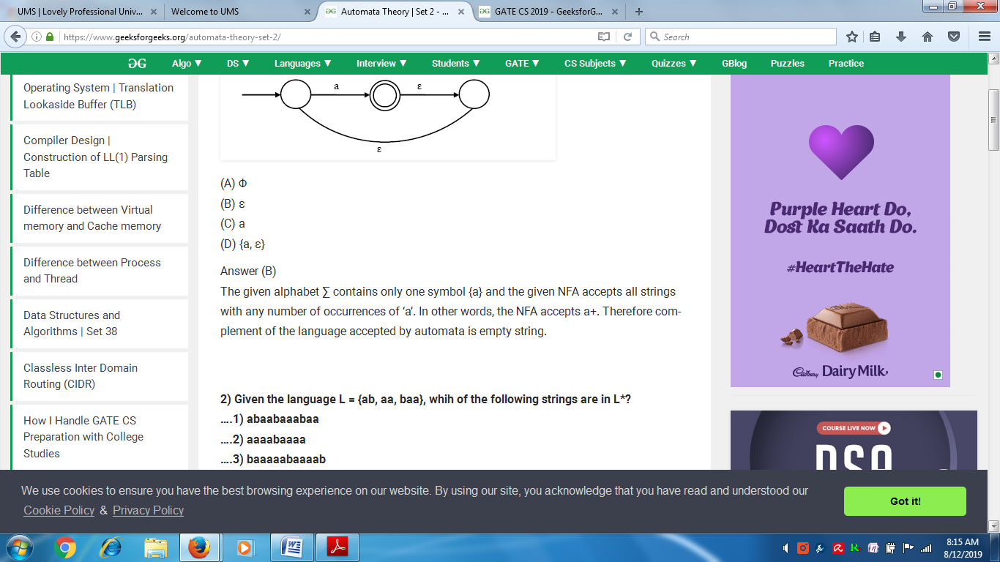 UMS | Lovely Professional Univ...
Welcome to UMS
Automata Theory | Set 2 - ...
GATE CS 2019 - GeeksforG...
https://www.geeksforgeeks.org/automata-theory-set-2/
Search
Algo ▼ DS ▼ Languages ▼ Interview ▼ Students ▼ GATE ▼ CS Subjects ▼ Quizzes ▼ GBlog Puzzles Practice
Operating System | Translation
Lookaside Buffer (TLB)
Compiler Design |
Construction of LL(1) Parsing
Table
Difference between Virtual
memory and Cache memory
Difference between Process
and Thread
Data Structures and
Algorithms | Set 38
Classless Inter Domain
Routing (CIDR)
How I Handle GATE CS
Preparation with College
Studies
a
ε
ε
(A) Φ
(B) ε
(C) a
(D) {a, ε}
Answer (B)
The given alphabet ∑ contains only one symbol {a} and the given NFA accepts all strings
with any number of occurrences of ‘a’. In other words, the NFA accepts a+. Therefore com-
plement of the language accepted by automata is empty string.
2) Given the language L = {ab, aa, baa}, whih of the following strings are in L*?
….1) abaabaaabaa
….2) aaaabaaaa
….3) baaaaabaaaab
Purple Heart Do,
Dost Ka Saath Do.
#HeartTheHate
Cadbury Dairy Milk
COURSE LIVE NOW
DSA
We use cookies to ensure you have the best browsing experience on our website. By using our site, you acknowledge that you have read and understood our
Cookie Policy & Privacy Policy
Got it!
8:15 AM
8/12/2019